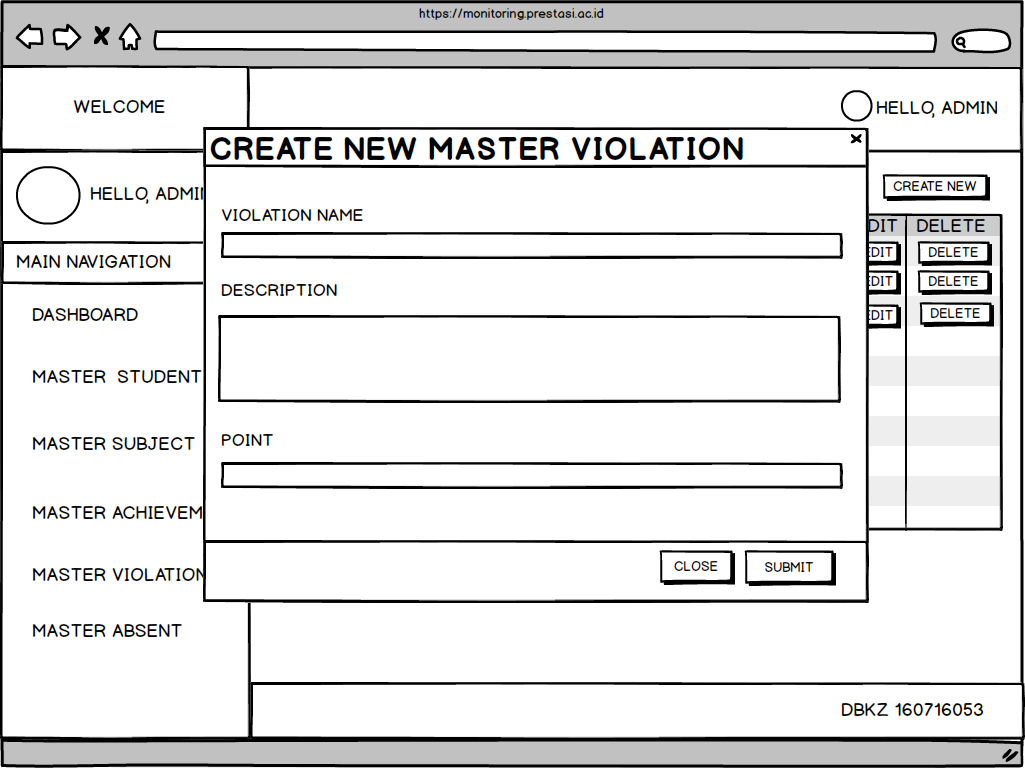 https://monitoring.prestasi.ac.id
WELCOME
HELLO, ADMIN
CREATE NEW MASTER VIOLATION
HELLO, ADMIN
CREATE NEW
VIOLATION NAME
DIT DELETE
MAIN NAVIGATION
EDIT DELETE
EDIT DELETE
DESCRIPTION
DASHBOARD
EDIT DELETE
MASTER STUDENT
MASTER SUBJECT
POINT
MASTER ACHIEVEM
MASTER VIOLATION
CLOSE SUBMIT
MASTER ABSENT
DBKZ 160716053